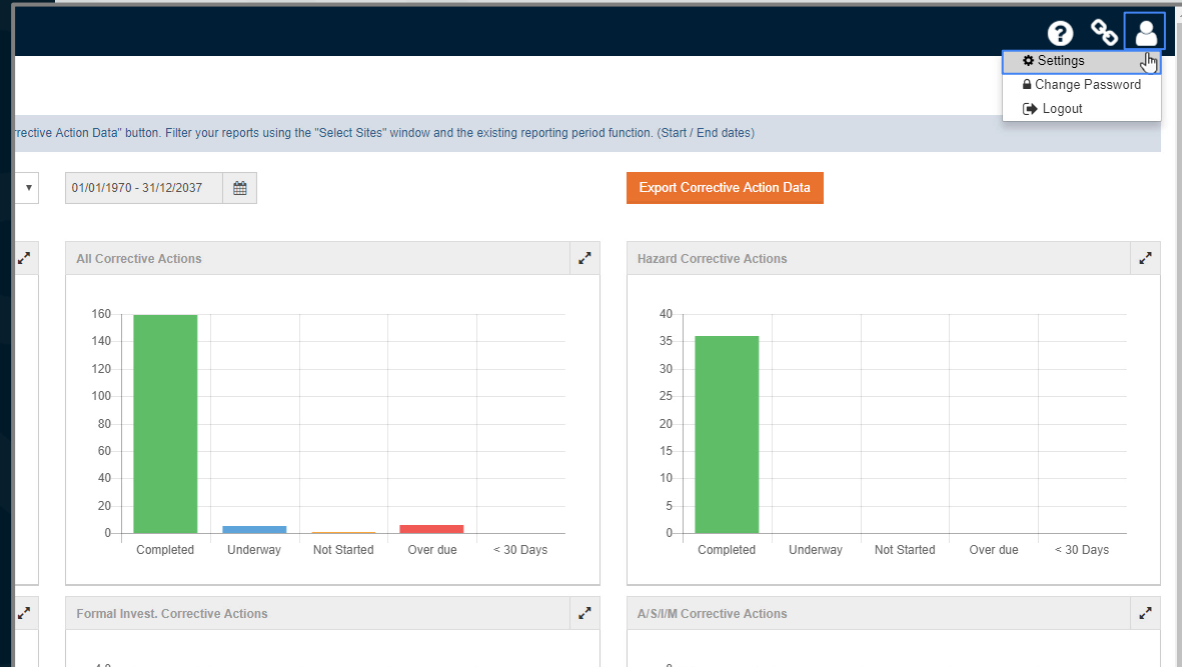 ?
Settings
Change Password
Logout
rective Action Data" button. Filter your reports using the "Select Sites" window and the existing reporting period function. (Start / End dates)
01/01/1970 - 31/12/2037
Export Corrective Action Data
All Corrective Actions
160
140
120
100
80
60
40
20
0
Completed Underway Not Started Over due < 30 Days
Hazard Corrective Actions
40
35
30
25
20
15
10
5
0
Completed Underway Not Started Over due < 30 Days
Formal Invest. Corrective Actions
A/S/I/M Corrective Actions